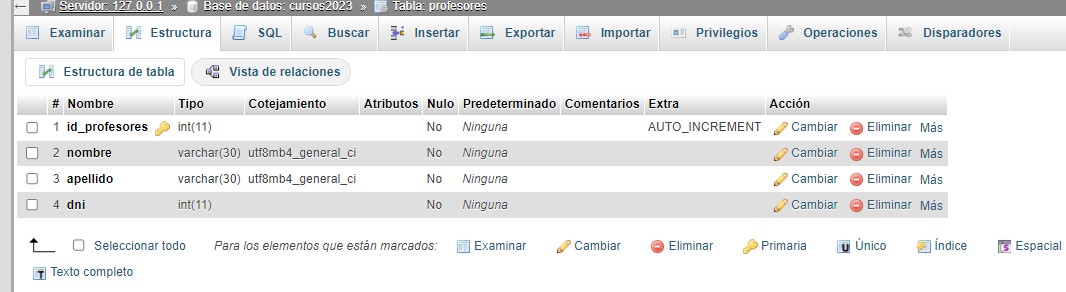 ← Servidor: 127.0.0.1 » Base de datos: cursos2023 » Tabla: profesores
Examinar Estructura SQL Buscar Insertar Exportar Importar Privilegios Operaciones Disparadores
Estructura de tabla Vista de relaciones
# Nombre Tipo Cotejamiento Atributos Nulo Predeterminado Comentarios Extra Acción
1 id_profesores int(11) No Ninguna AUTO_INCREMENT Cambiar Eliminar Más
2 nombre varchar(30) utf8mb4_general_ci No Ninguna Cambiar Eliminar Más
3 apellido varchar(30) utf8mb4_general_ci No Ninguna Cambiar Eliminar Más
4 dni int(11) No Ninguna Cambiar Eliminar Más
Seleccionar todo Para los elementos que están marcados: Examinar Cambiar Eliminar Primaria Único Índice Espacial
Texto completo